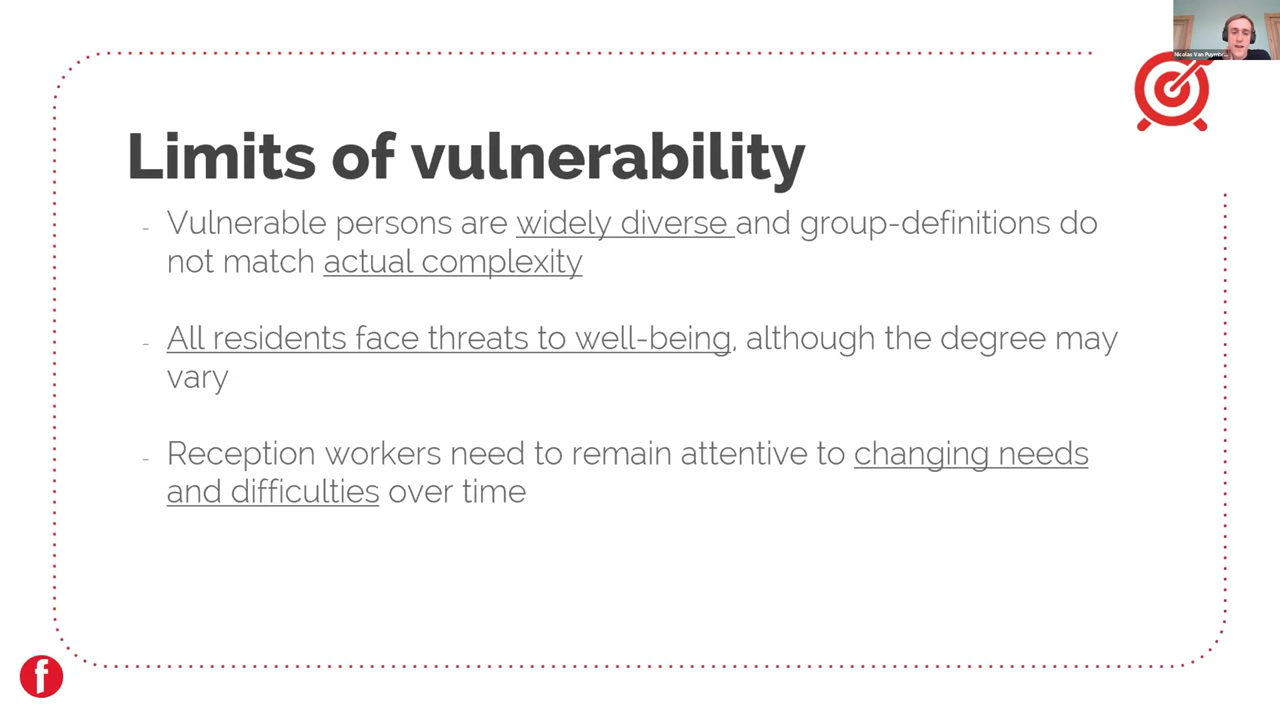 Nicolas Van
Limits of vulnerability
- Vulnerable persons are widely diverse and group-definitions do
not match actual complexity
- All residents face threats to well-being, although the degree may
vary
- Reception workers need to remain attentive to changing needs
and difficulties over time
f